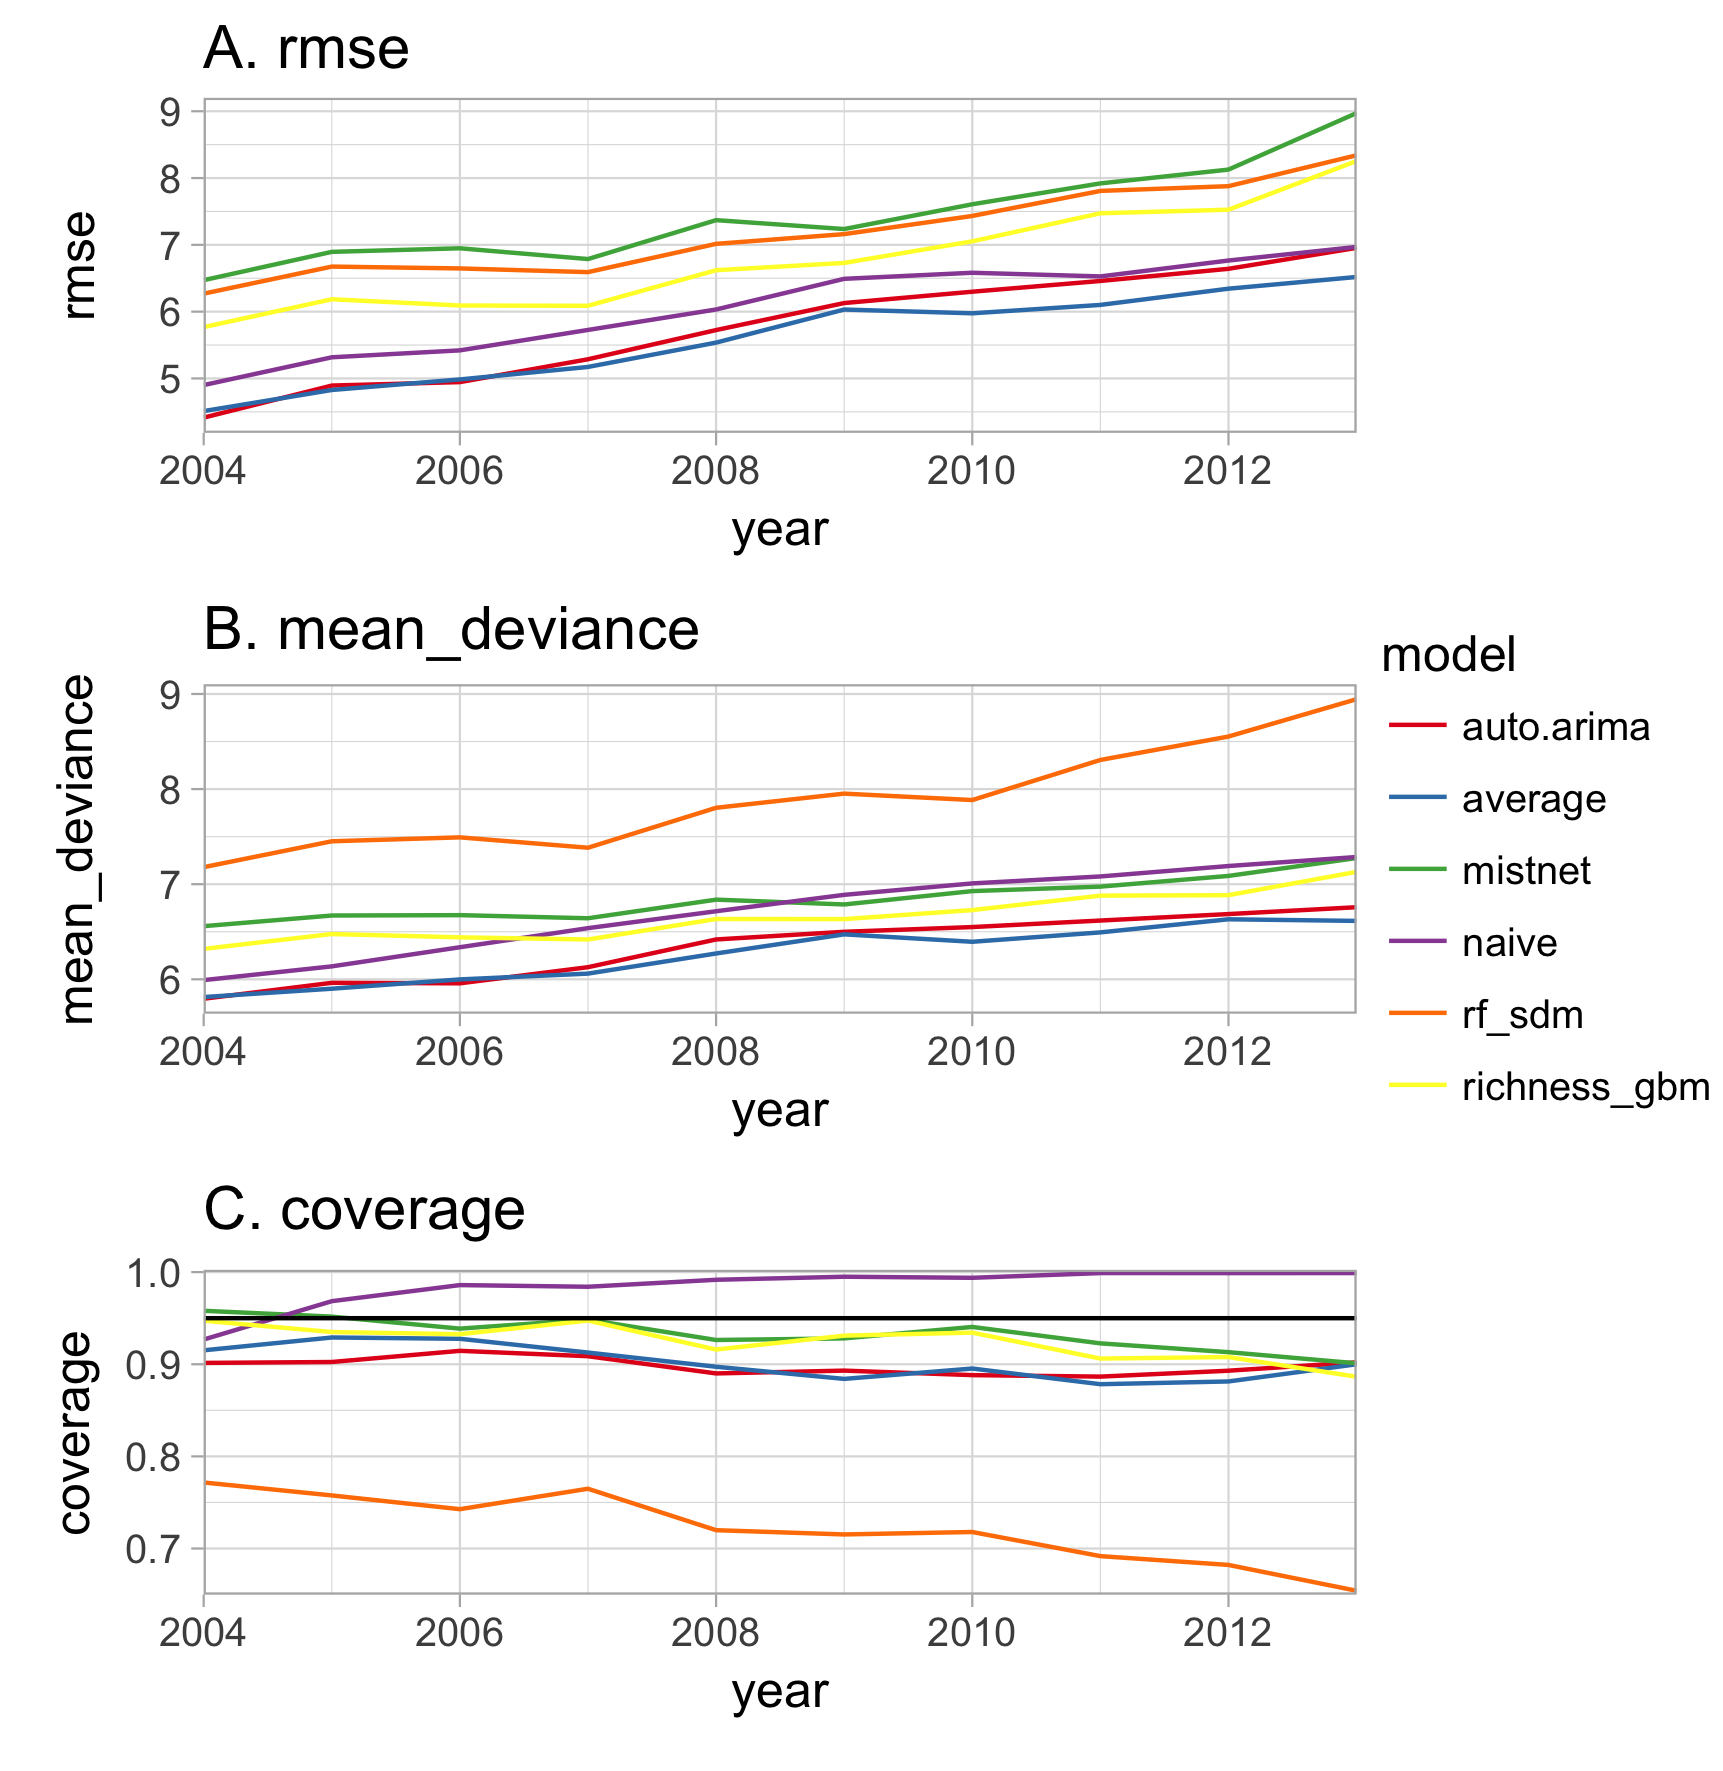 A. rmse
rmse
9
8
7
6
5
2004 2006 2008 2010 2012
year
B. mean_deviance
mean_deviance
9
8
7
6
2004 2006 2008 2010 2012
year
model
auto.arima
average
mistnet
naive
rf_sdm
richness_gbm
C. coverage
coverage
1.0
0.9
0.8
0.7
2004 2006 2008 2010 2012
year